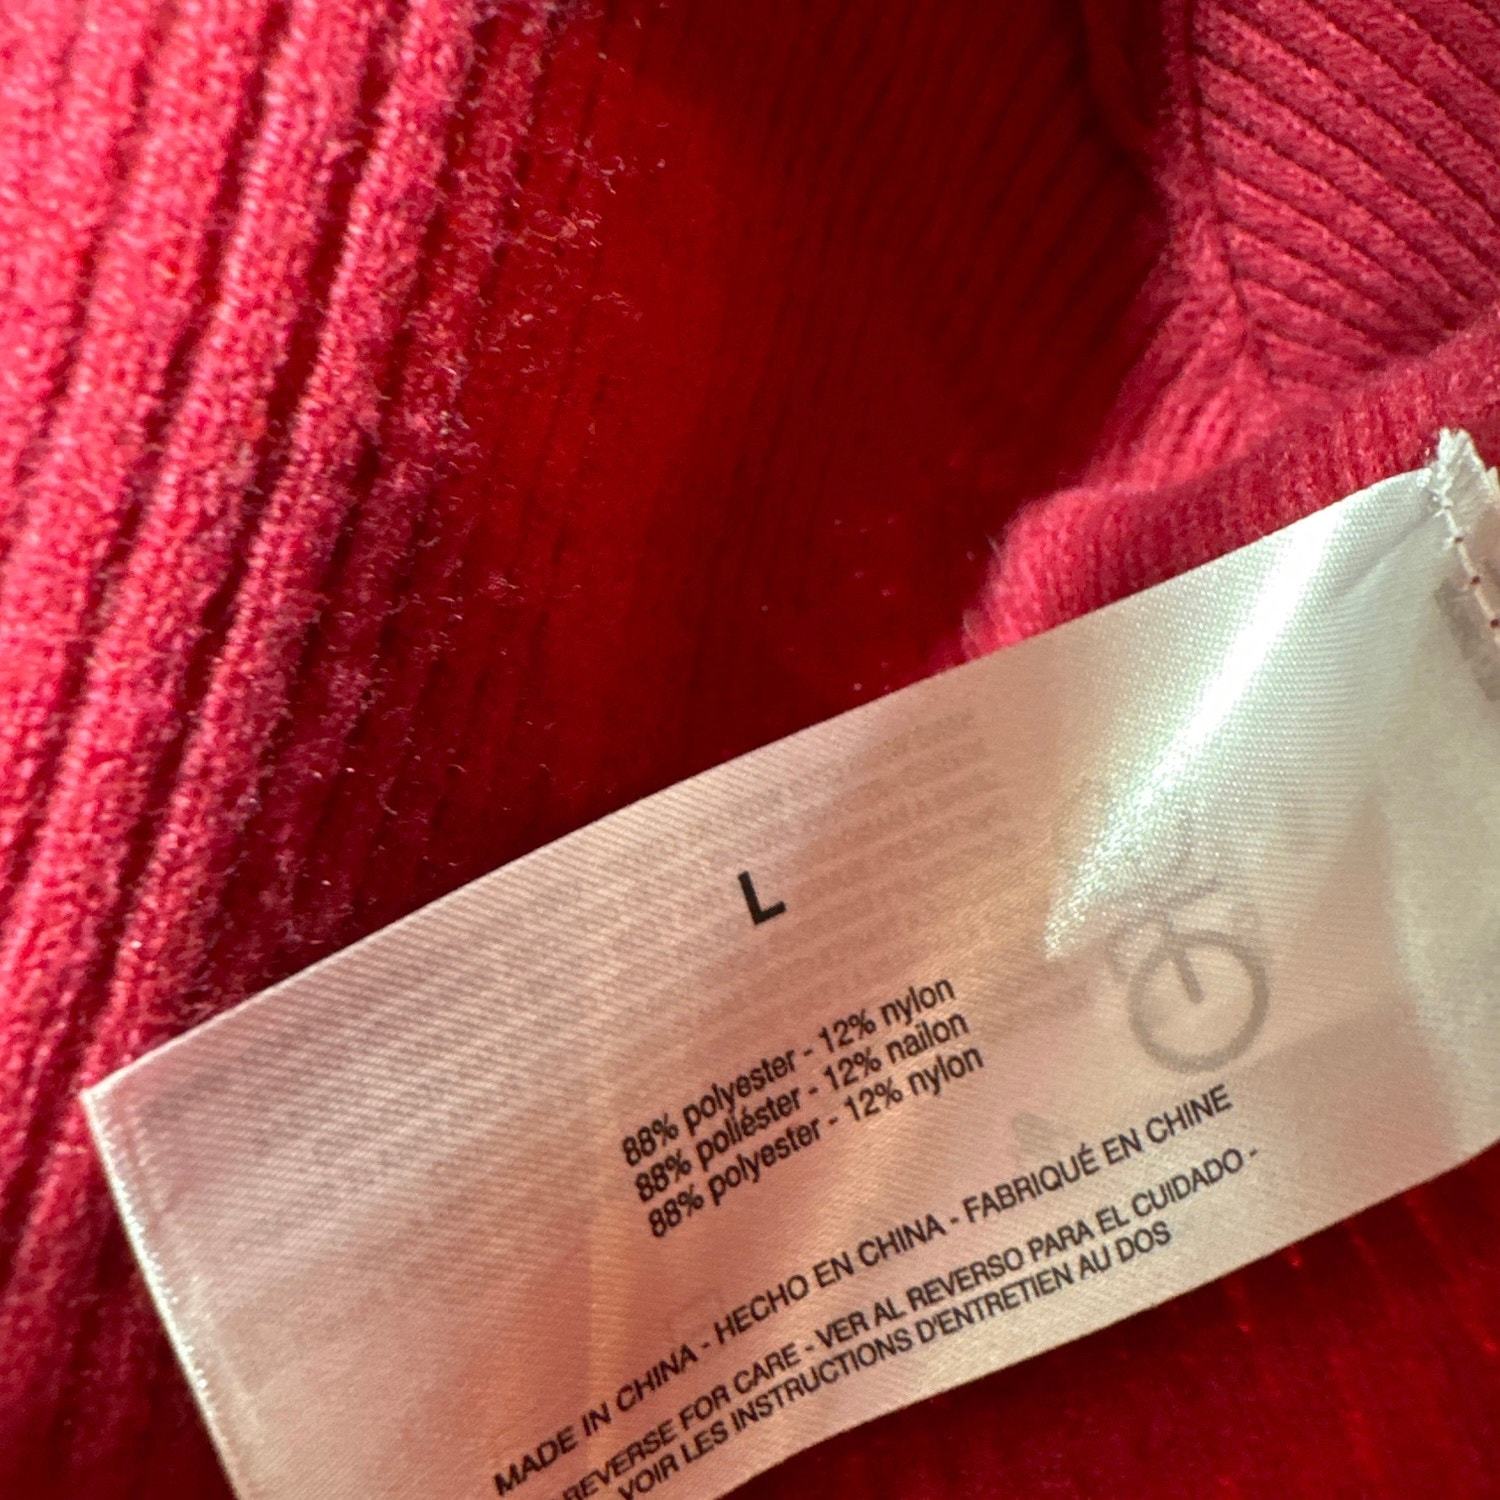 L
88% polyester - 12% nylon
88% poliéster - 12% nailon
88% polyester - 12% nylon
MADE IN CHINA - HECHO EN CHINA - FABRIQUÉ EN CHINE
REVERSE FOR CARE - VER AL REVERSO PARA EL CUIDADO -
VOIR LES INSTRUCTIONS D'ENTRETIEN AU DOS